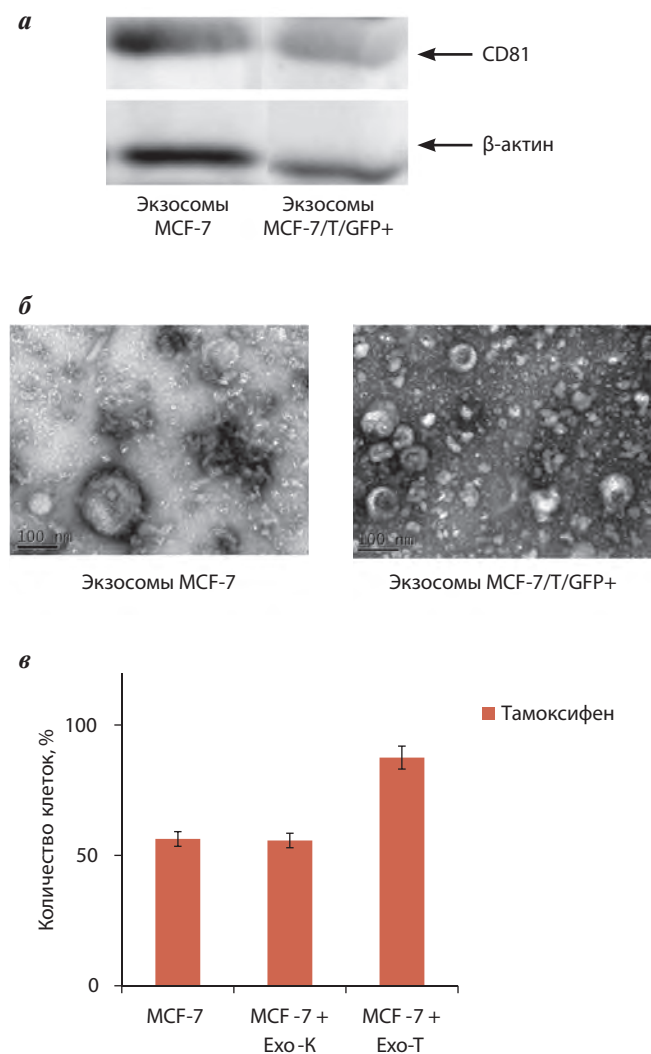 а
CD81
β-актин
Экзосомы
MCF-7
Экзосомы
MCF-7/T/GFP+
б
100 nm
100 nm
Экзосомы MCF-7
Экзосомы MCF-7/T/GFP+
в
Количество клеток, %
100
50
0
Тамоксифен
MCF-7
MCF -7 +
Exo -K
MCF -7 +
Exo-T